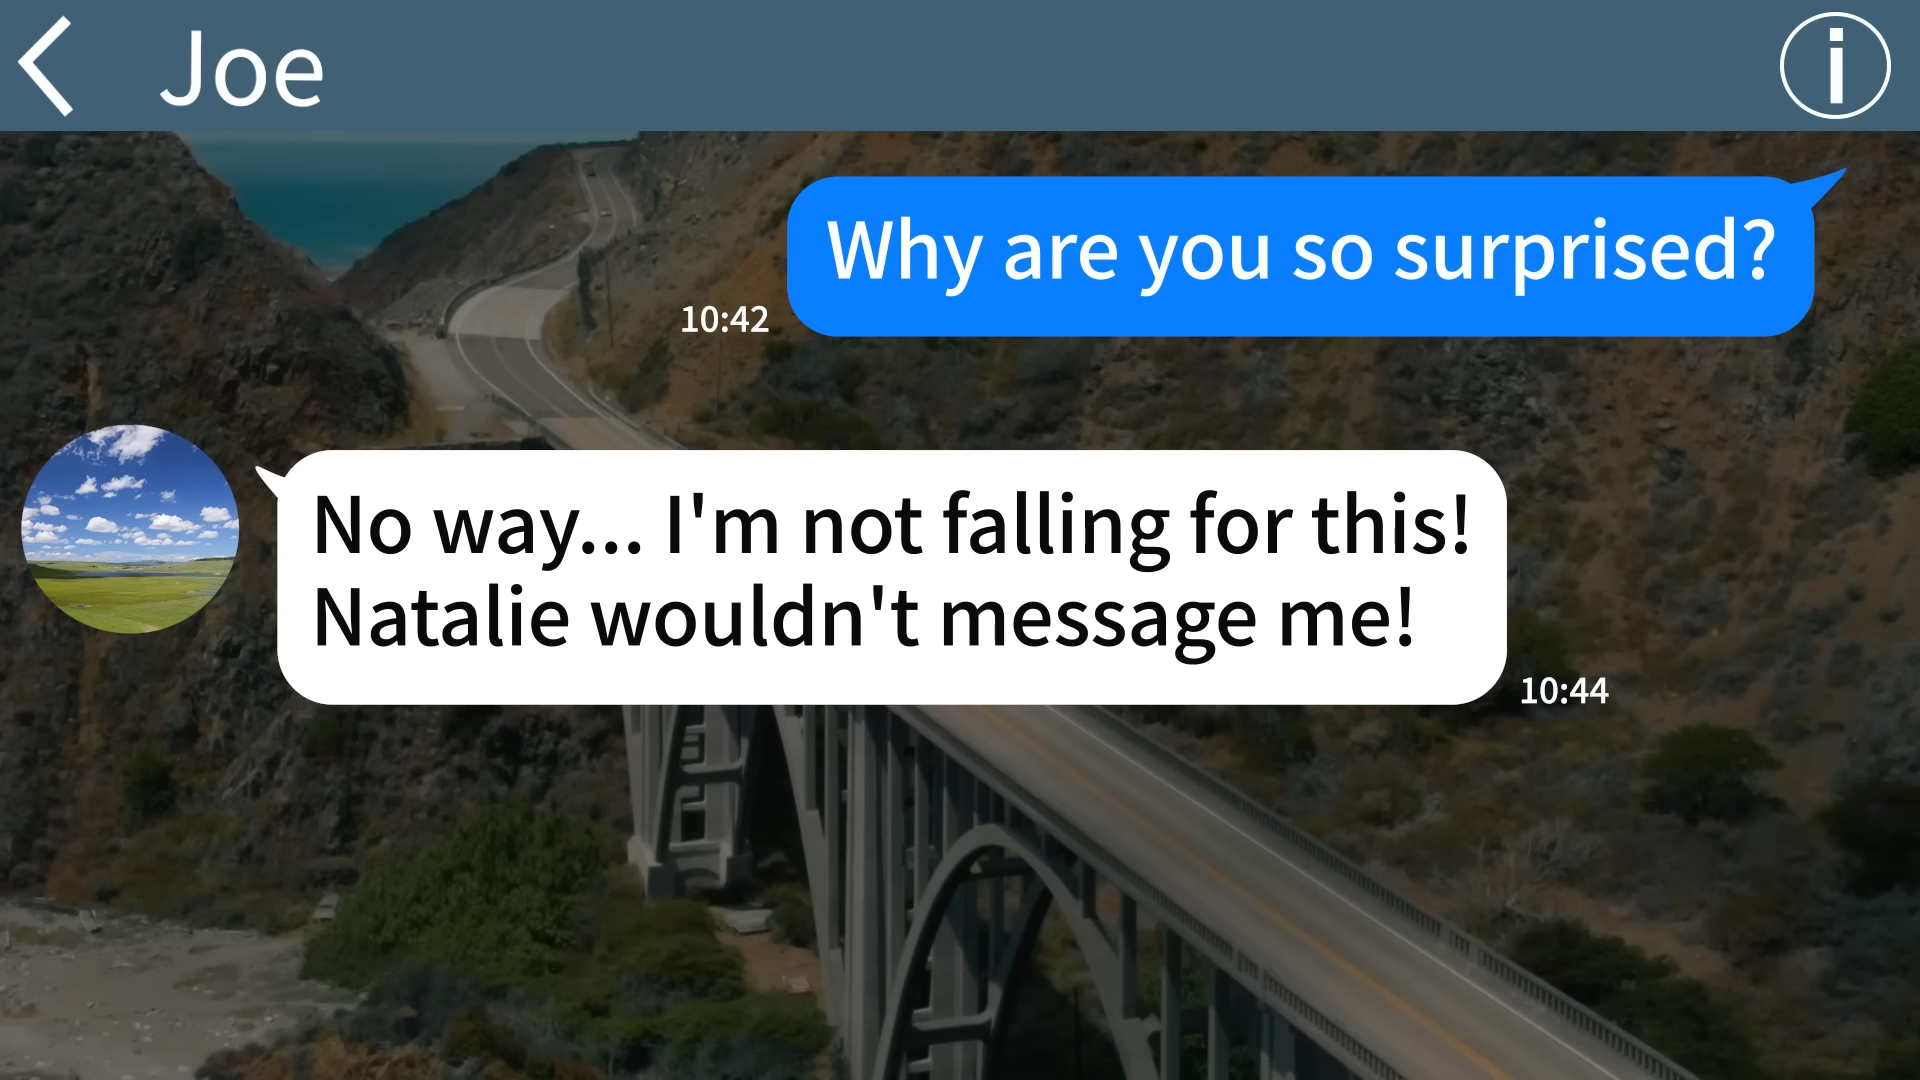 Joe
Why are you so surprised?
10:42
No way... I'm not falling for this!
Natalie wouldn't message me!
10:44